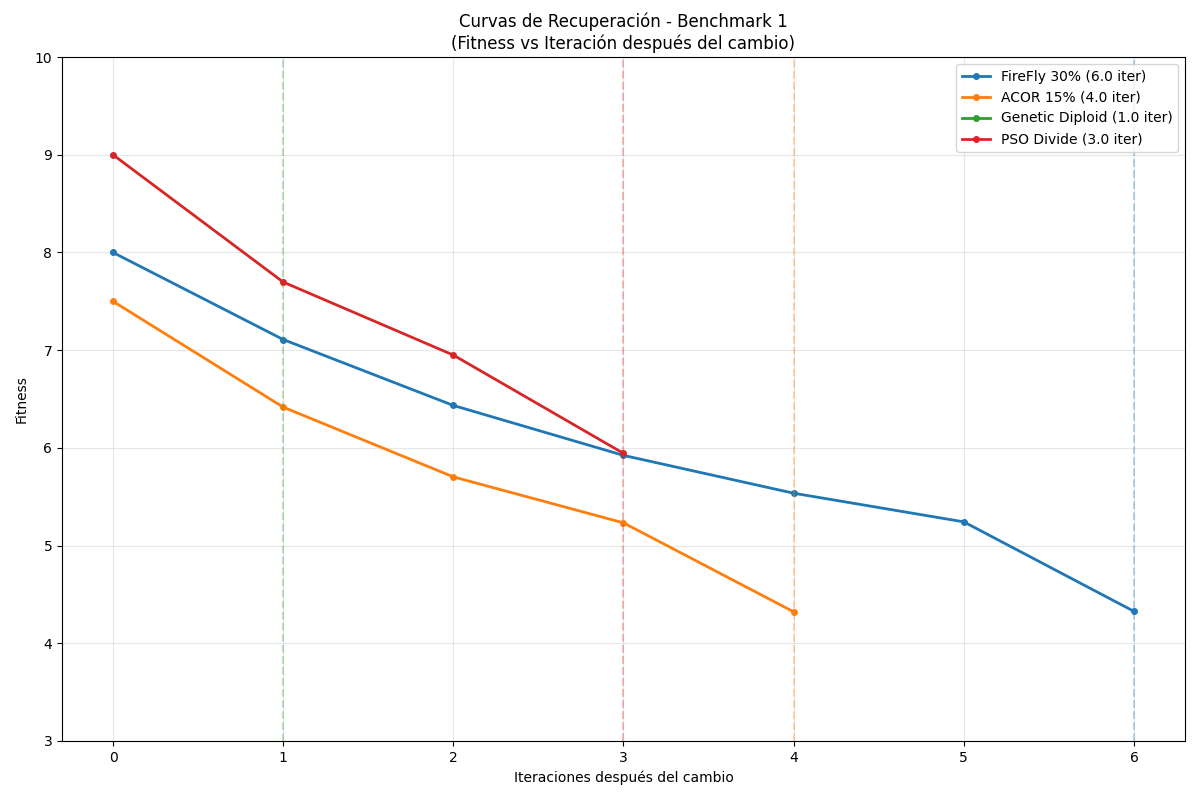 Curvas de Recuperación - Benchmark 1
(Fitness vs Iteración después del cambio)
FireFly 30% (6.0 iter)
ACOR 15% (4.0 iter)
Genetic Diploid (1.0 iter)
PSO Divide (3.0 iter)
Fitness
10
9
8
7
6
5
4
3
0 1 2 3 4 5 6
Iteraciones después del cambio